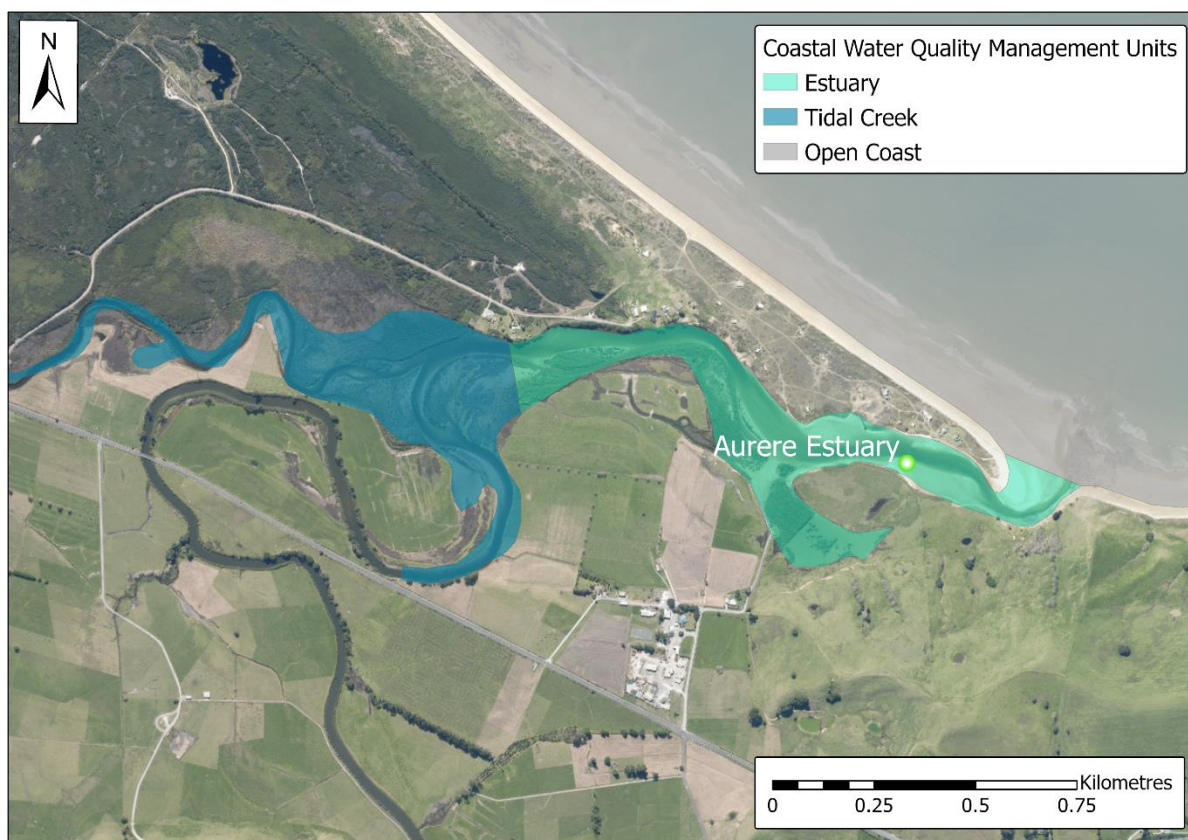 N
Coastal Water Quality Management Units
Estuary
Tidal Creek
Open Coast
Aurere Estuary
Kilometres
0 0.25 0.5 0.75